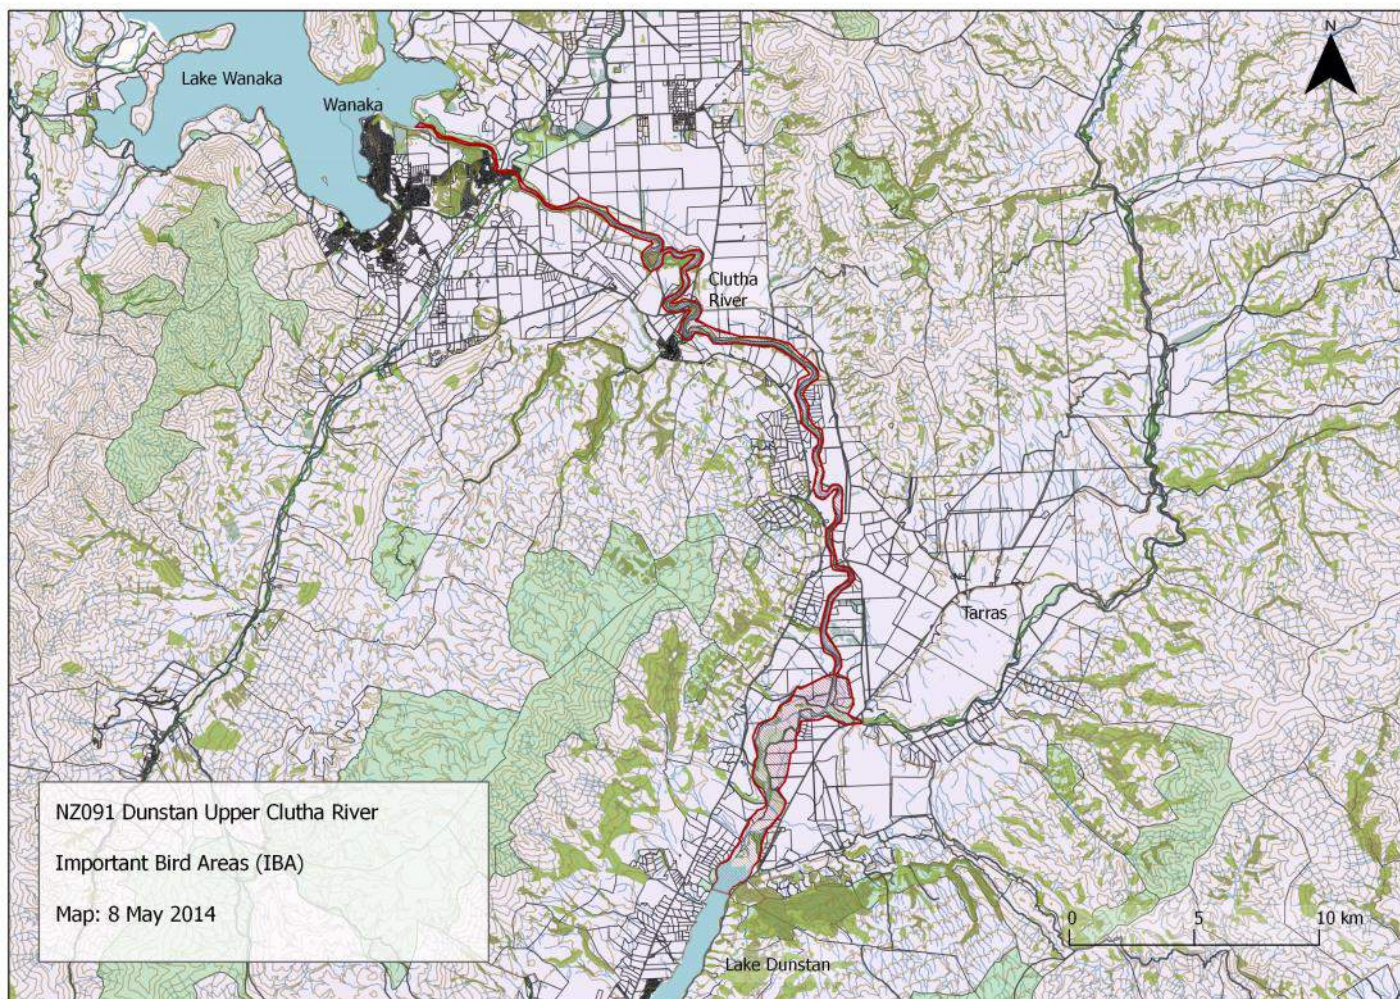 N
Lake Wanaka
Wanaka
Clutha
River
Tarras
NZ091 Dunstan Upper Clutha River
Important Bird Areas (IBA)
Map: 8 May 2014
0 5 10 km
Lake Dunstan